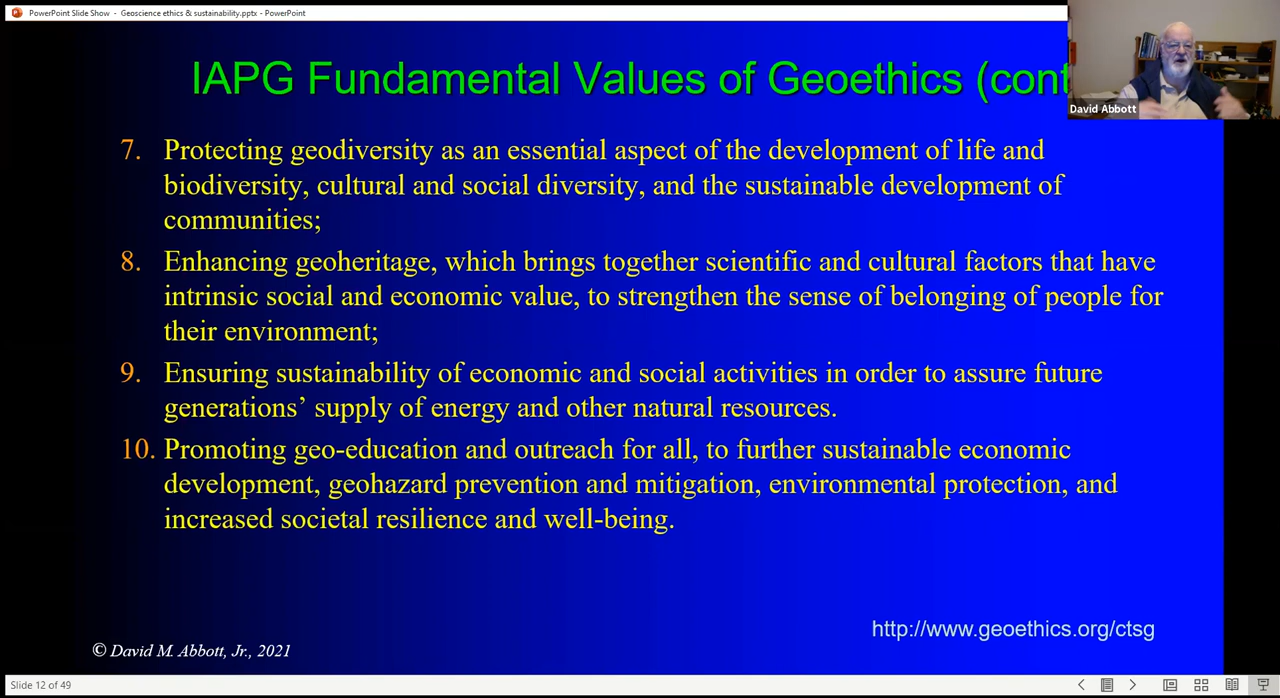 PowerPoint Slide Show - Geoscience ethics & sustainability.pptx - PowerPoint
IAPG Fundamental Values of Geoethics (cont
David Abbott
7. Protecting geodiversity as an essential aspect of the development of life and
biodiversity, cultural and social diversity, and the sustainable development of
communities;
8. Enhancing geoheritage, which brings together scientific and cultural factors that have
intrinsic social and economic value, to strengthen the sense of belonging of people for
their environment;
9. Ensuring sustainability of economic and social activities in order to assure future
generations’ supply of energy and other natural resources.
10. Promoting geo-education and outreach for all, to further sustainable economic
development, geohazard prevention and mitigation, environmental protection, and
increased societal resilience and well-being.
http://www.geoethics.org/ctsg
© David M. Abbott, Jr., 2021
Slide 12 of 49